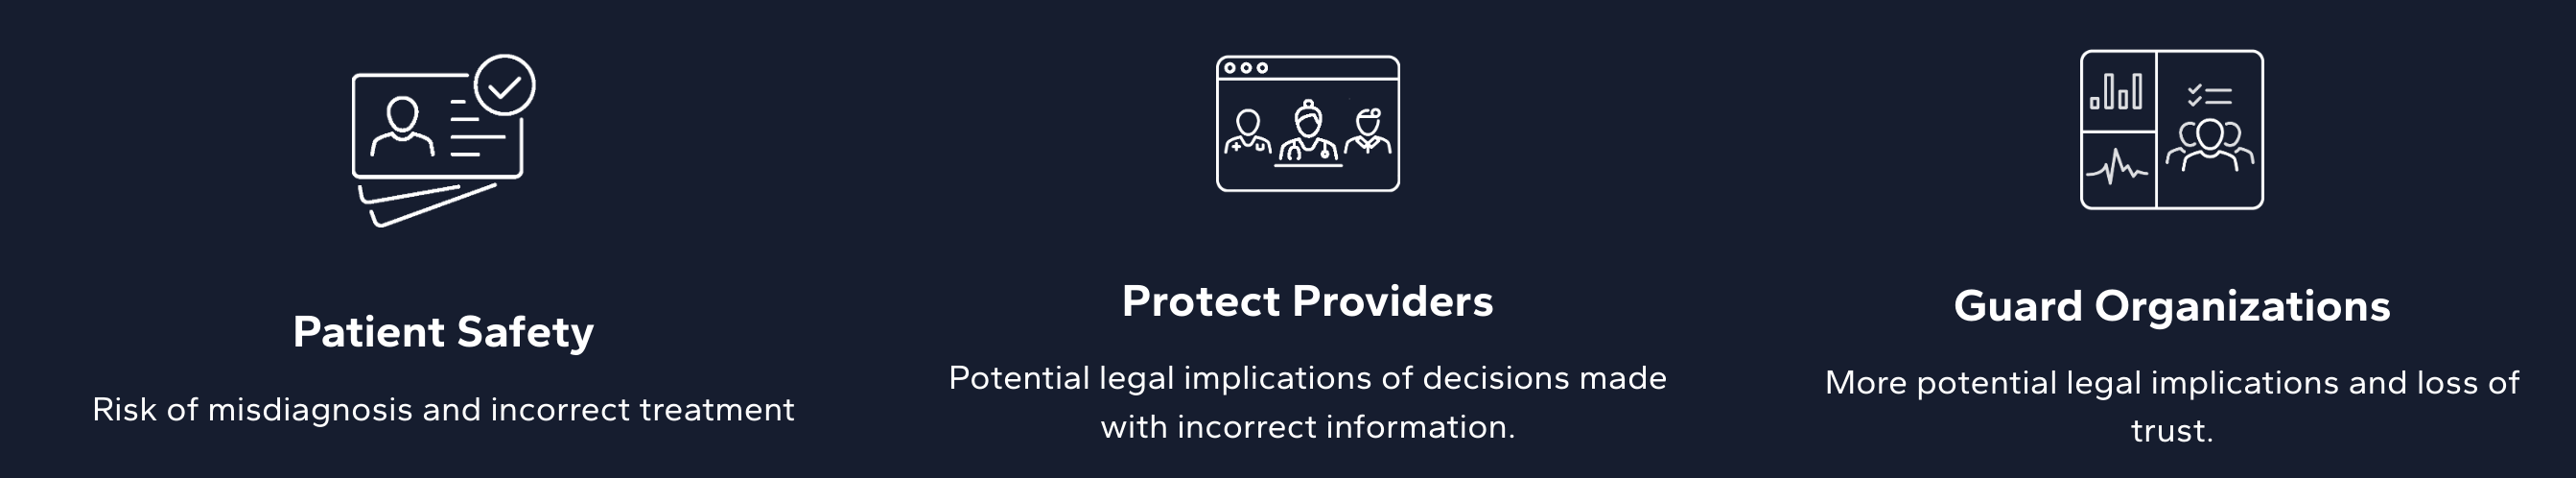 Patient Safety
Risk of misdiagnosis and incorrect treatment
Protect Providers
Potential legal implications of decisions made
with incorrect information.
Guard Organizations
More potential legal implications and loss of
trust.